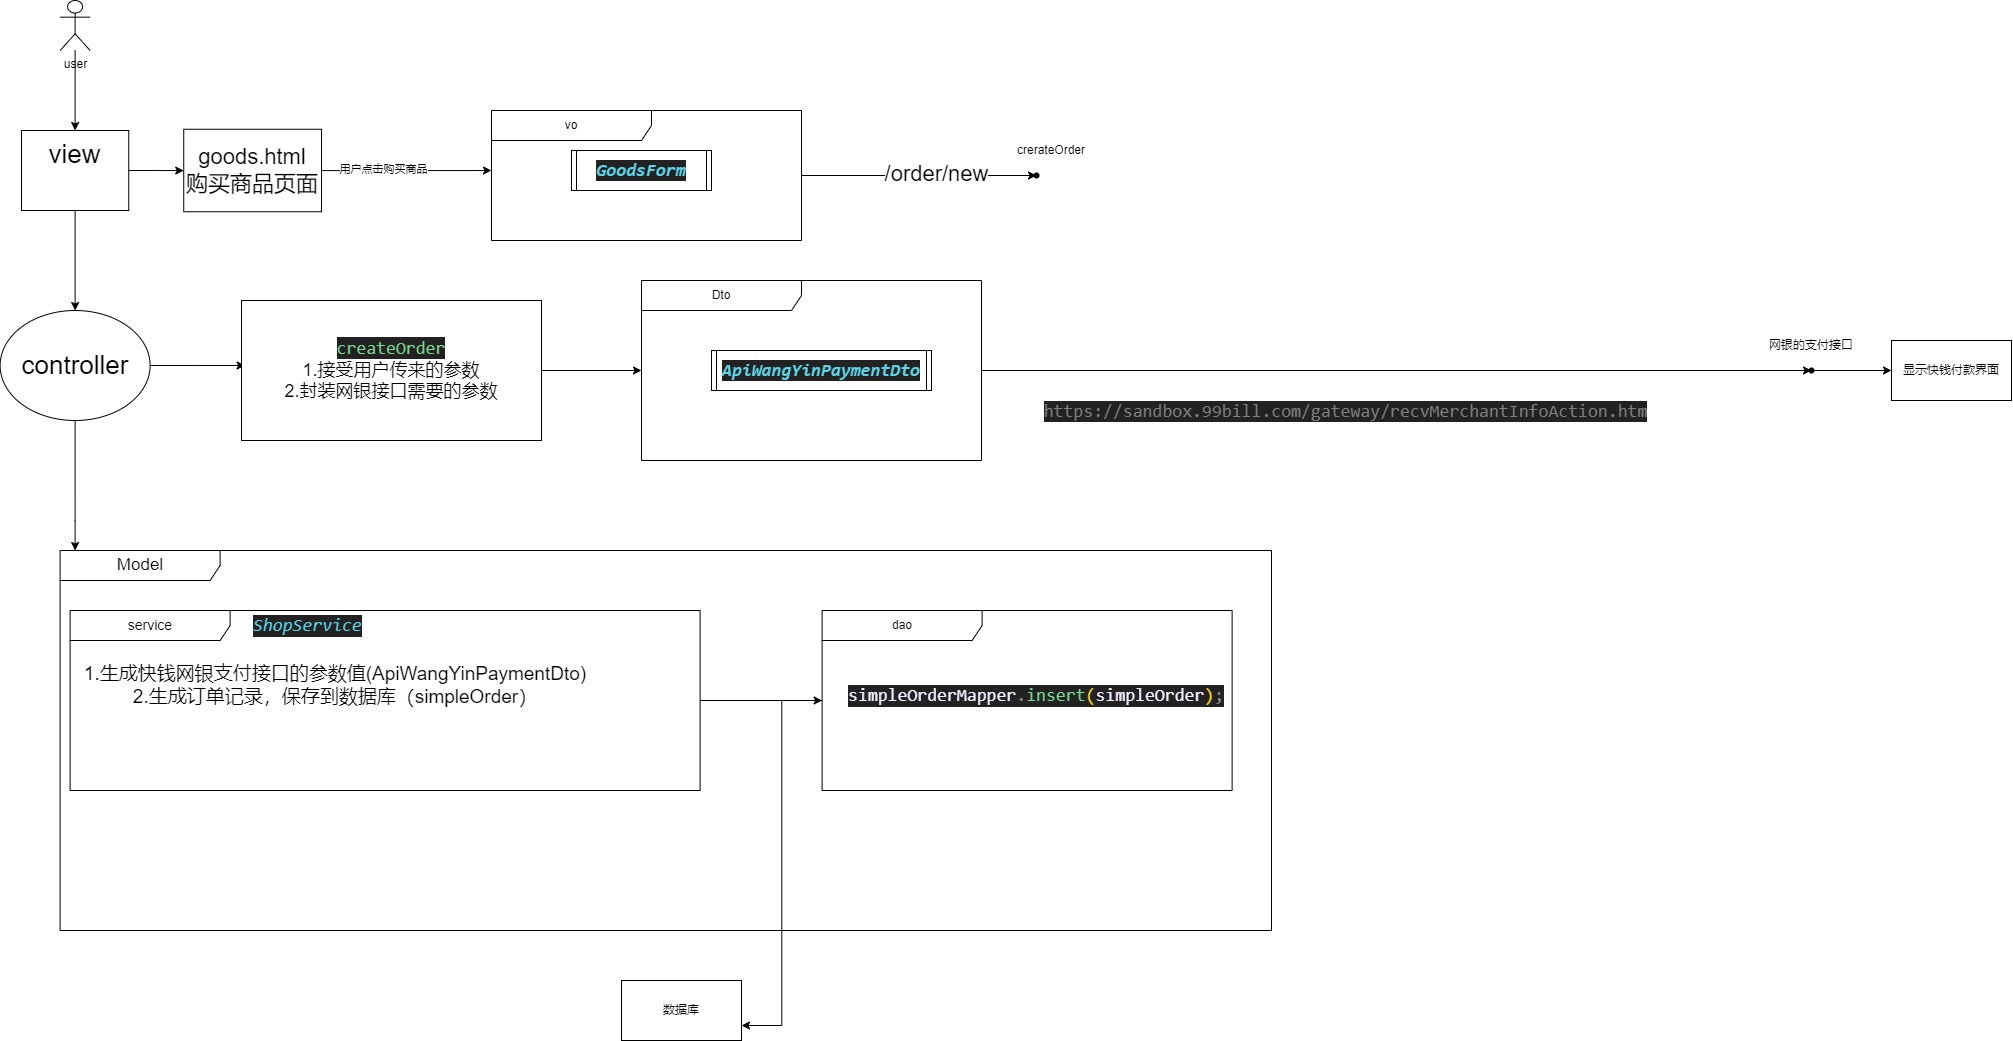 user
view
goods.html
购买商品页面
用户点击购买商品
vo
GoodsForm
/order/new
crerateOrder
controller
createOrder
1.接受用户传来的参数
2.封装网银接口需要的参数
Dto
ApiWangYinPaymentDto
网银的支付接口
显示快钱付款界面
https://sandbox.99bill.com/gateway/recvMerchantInfoAction.htm
Model
service
ShopService
1.生成快钱网银支付接口的参数值(ApiWangYinPaymentDto)
2.生成订单记录，保存到数据库（simpleOrder）
dao
simpleOrderMapper.insert(simpleOrder);
数据库